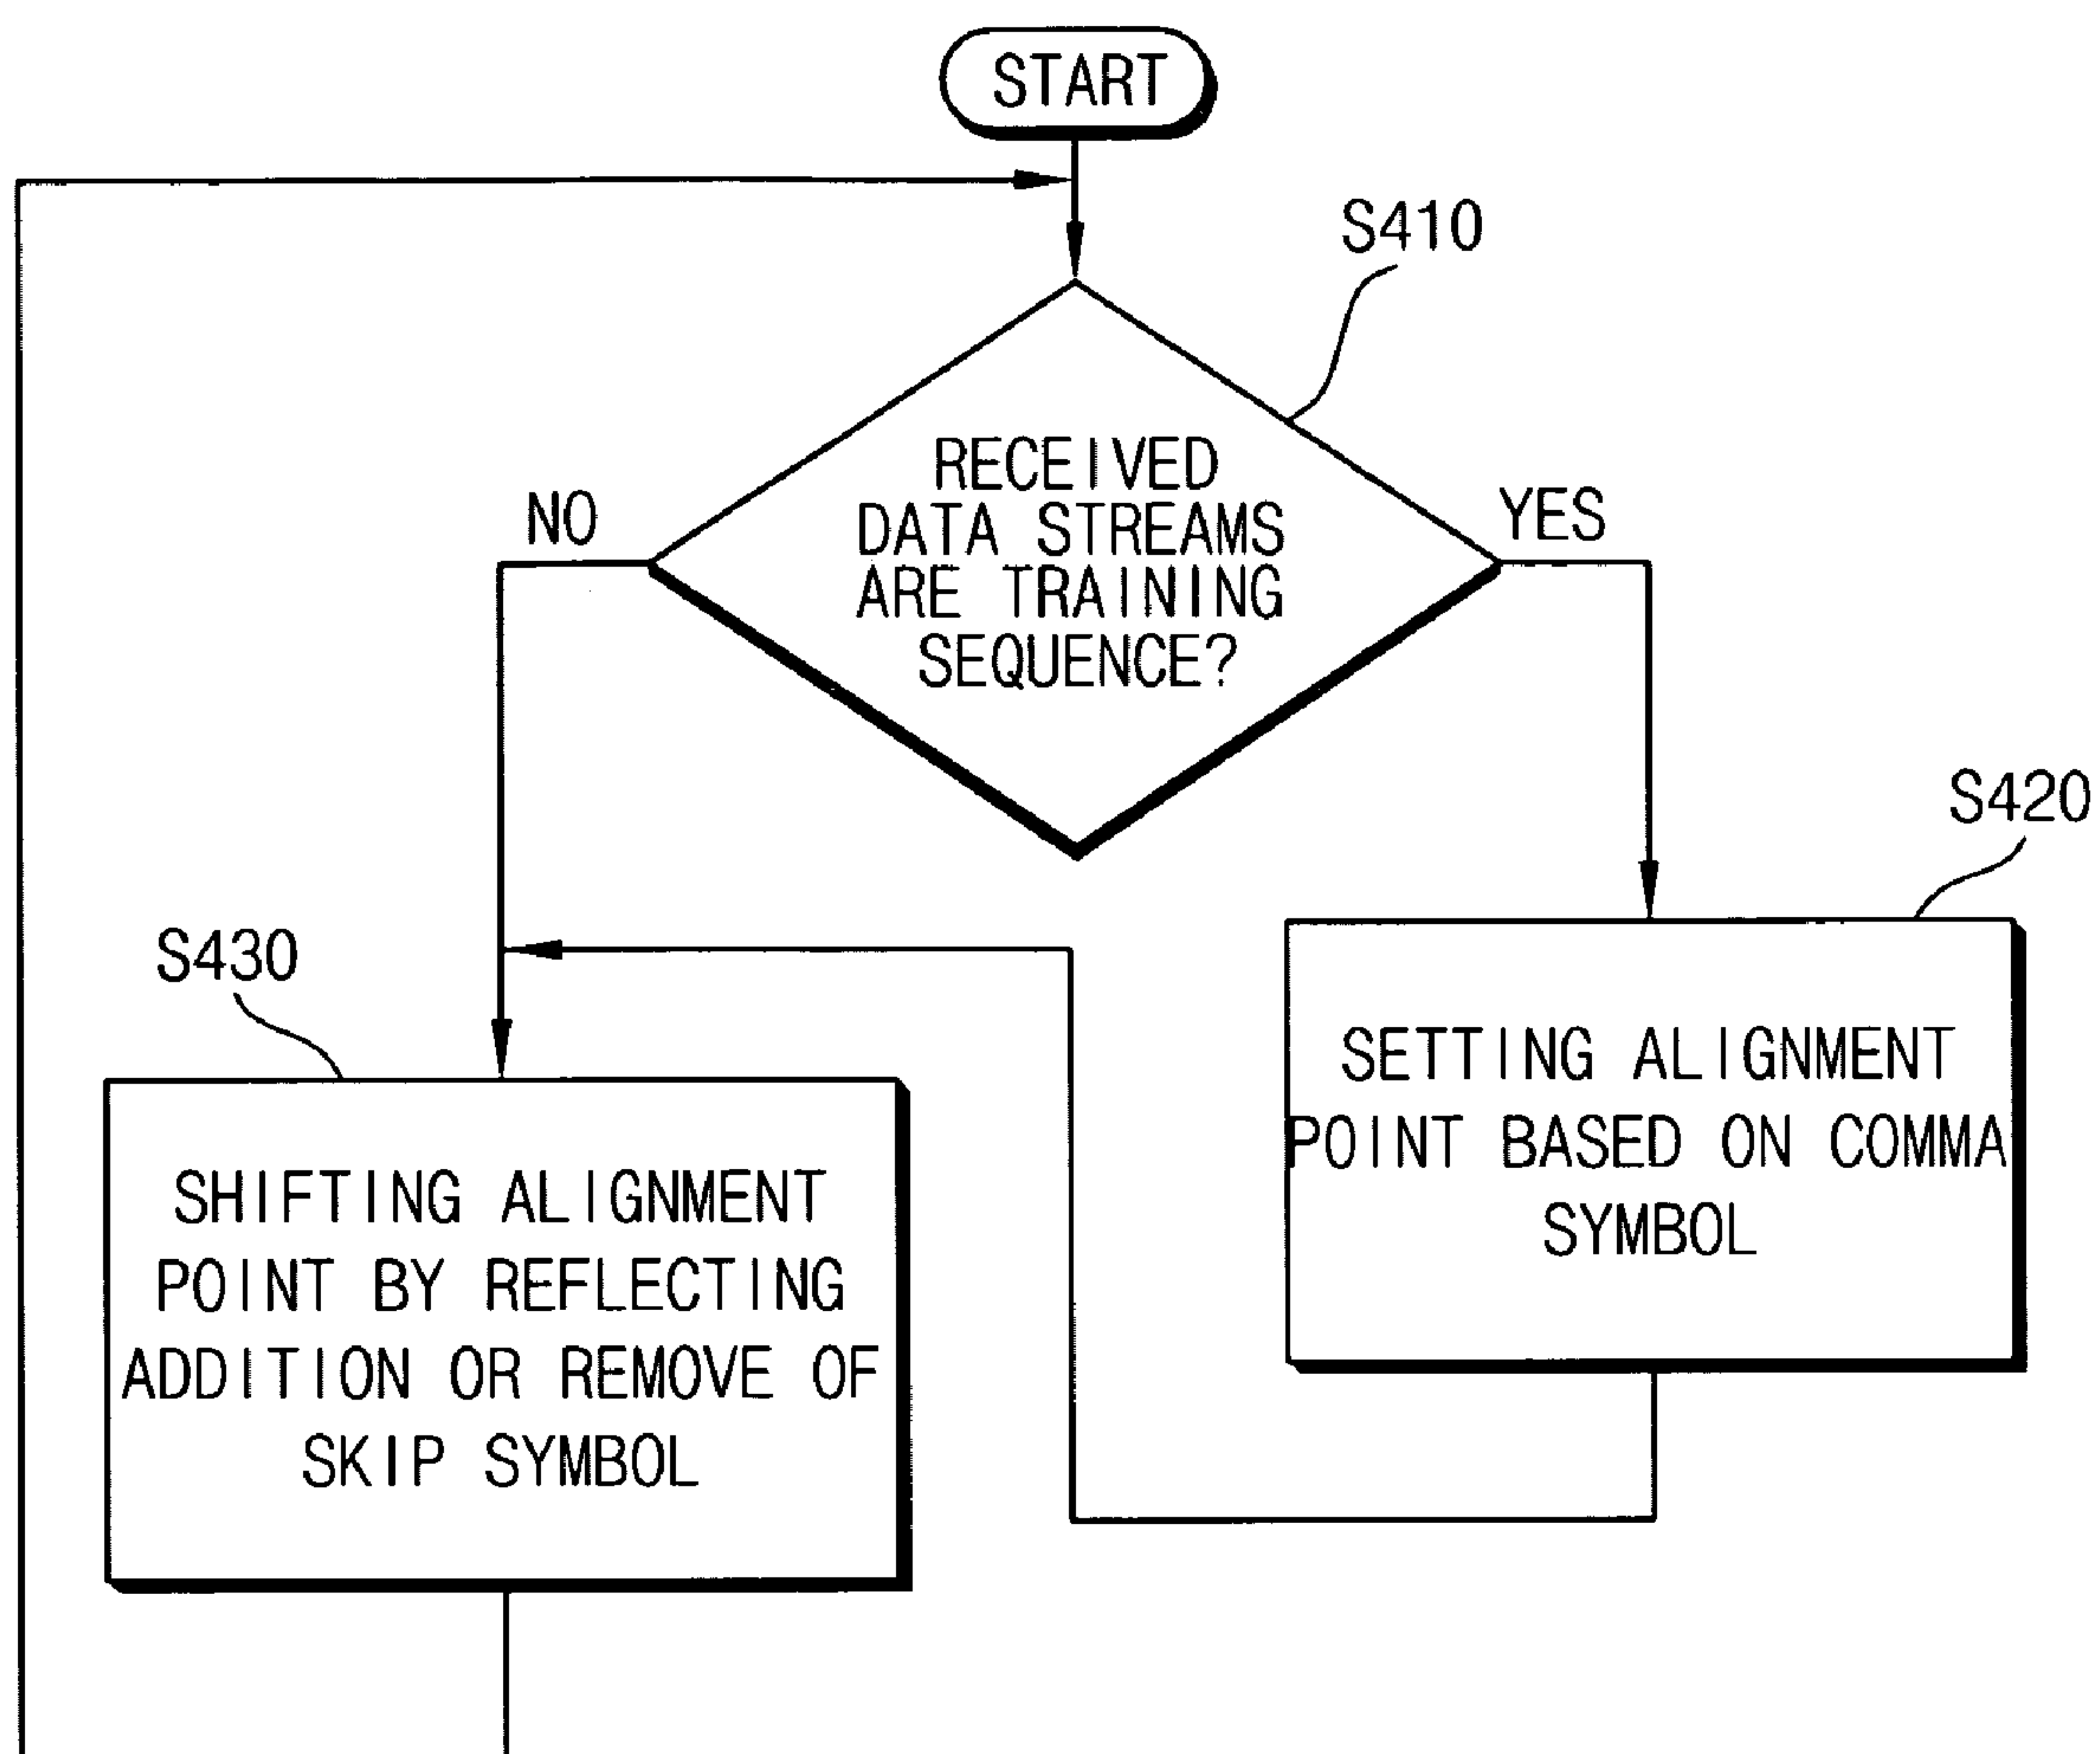 START
S410
RECEIVED
DATA STREAMS
ARE TRAINING
SEQUENCE?
NO
YES
S420
SETTING ALIGNMENT
POINT BASED ON COMMA
SYMBOL
S430
SHIFTING ALIGNMENT
POINT BY REFLECTING
ADDITION OR REMOVE OF
SKIP SYMBOL